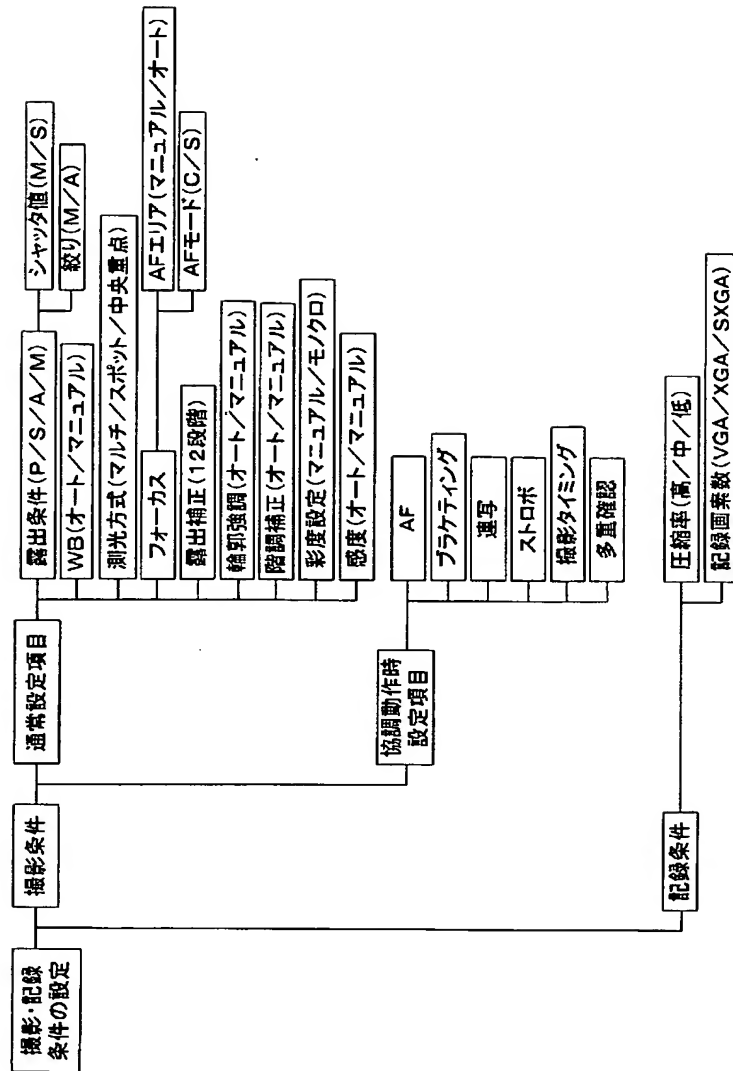 撮影・記録
条件の設定
撮影条件
通常設定項目
露出条件(P/S/A/M)
シャッタ値(M/S)
絞り(M/A)
WB(オート/マニュアル)
測光方式(マルチ/スポット/中央重点)
フォーカス
AFエリア(マニュアル/オート)
AFモード(C/S)
露出補正(12段階)
輪郭強調(オート/マニュアル)
階調補正(オート/マニュアル)
彩度設定(マニュアル/モノクロ)
感度(オート/マニュアル)
協調動作時
設定項目
AF
ブラケティング
連写
ストロボ
撮影タイミング
多重確認
記録条件
圧縮率(高/中/低)
記録画素数(VGA/XGA/SXGA)